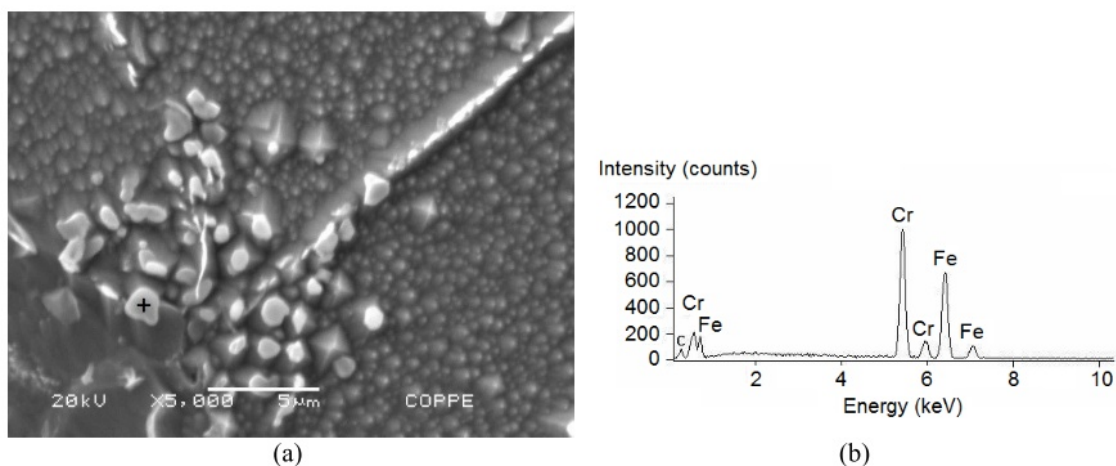 20kV X5,000 5µm COPPE
(a)
Intensity (counts)
1200
1000
800
600
400
200
0
Cr
Fe
Cr
Fe
C
Cr
Fe
2 4 6 8 10
Energy (keV)
(b)